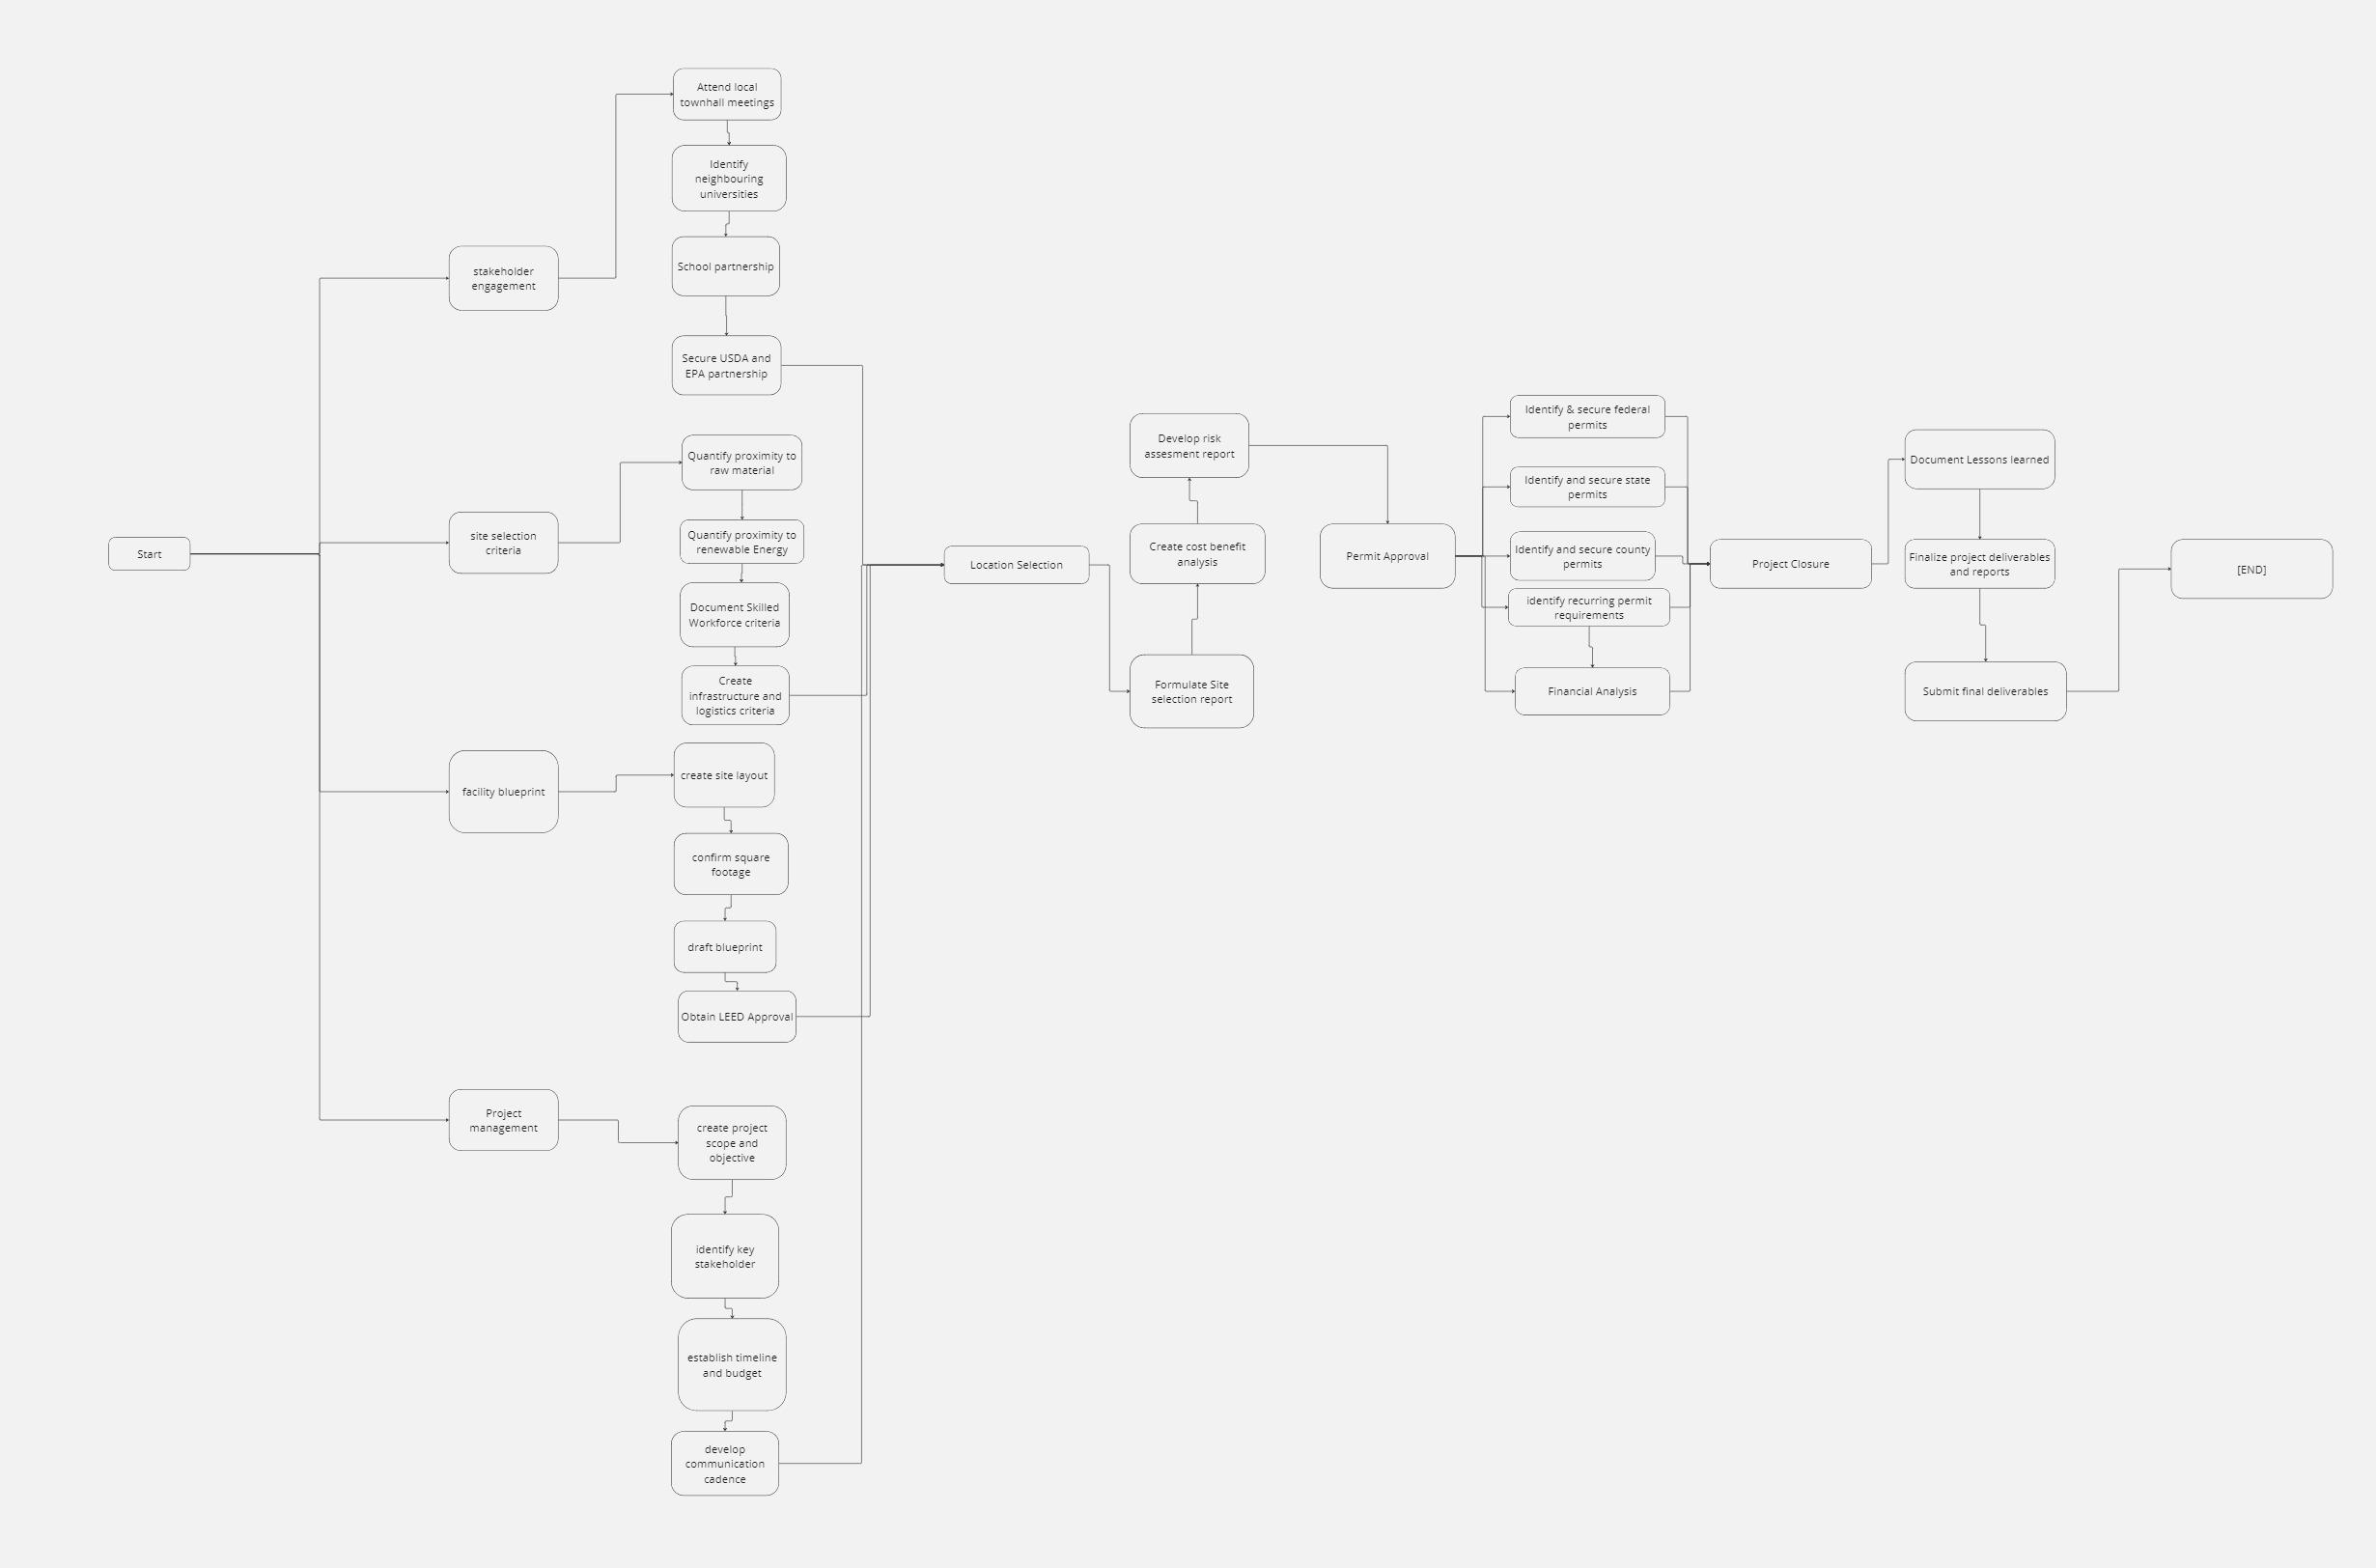 Start
stakeholder
engagement
Attend local
townhall meetings
Identify
neighbouring
universities
School partnership
Secure USDA and
EPA partnership
site selection
criteria
Quantify proximity to
raw material
Quantify proximity to
renewable Energy
Document Skilled
Workforce criteria
Create
infrastructure and
logistics criteria
facility blueprint
create site layout
confirm square
footage
draft blueprint
Obtain LEED Approval
Project
management
create project
scope and
objective
identify key
stakeholder
establish timeline
and budget
develop
communication
cadence
Location Selection
Formulate Site
selection report
Create cost benefit
analysis
Develop risk
assesment report
Permit Approval
Identify & secure federal
permits
Identify and secure state
permits
Identify and secure county
permits
identify recurring permit
requirements
Financial Analysis
Project Closure
Document Lessons learned
Finalize project deliverables
and reports
Submit final deliverables
[END]